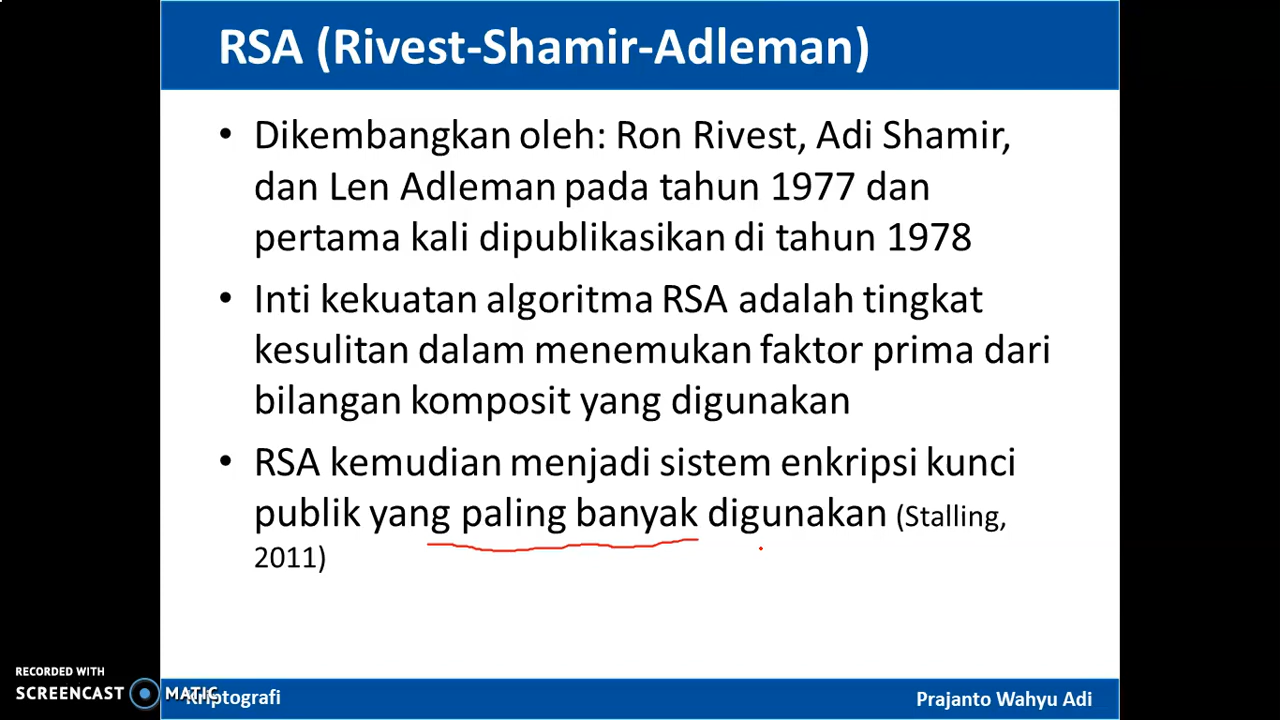 RSA (Rivest-Shamir-Adleman)
• Dikembangkan oleh: Ron Rivest, Adi Shamir,
dan Len Adleman pada tahun 1977 dan
pertama kali dipublikasikan di tahun 1978
• Inti kekuatan algoritma RSA adalah tingkat
kesulitan dalam menemukan faktor prima dari
bilangan komposit yang digunakan
• RSA kemudian menjadi sistem enkripsi kunci
publik yang paling banyak digunakan (Stalling,
2011)
RECORDED WITH
SCREENCAST MATIC
Kriptografi
Prajanto Wahyu Adi